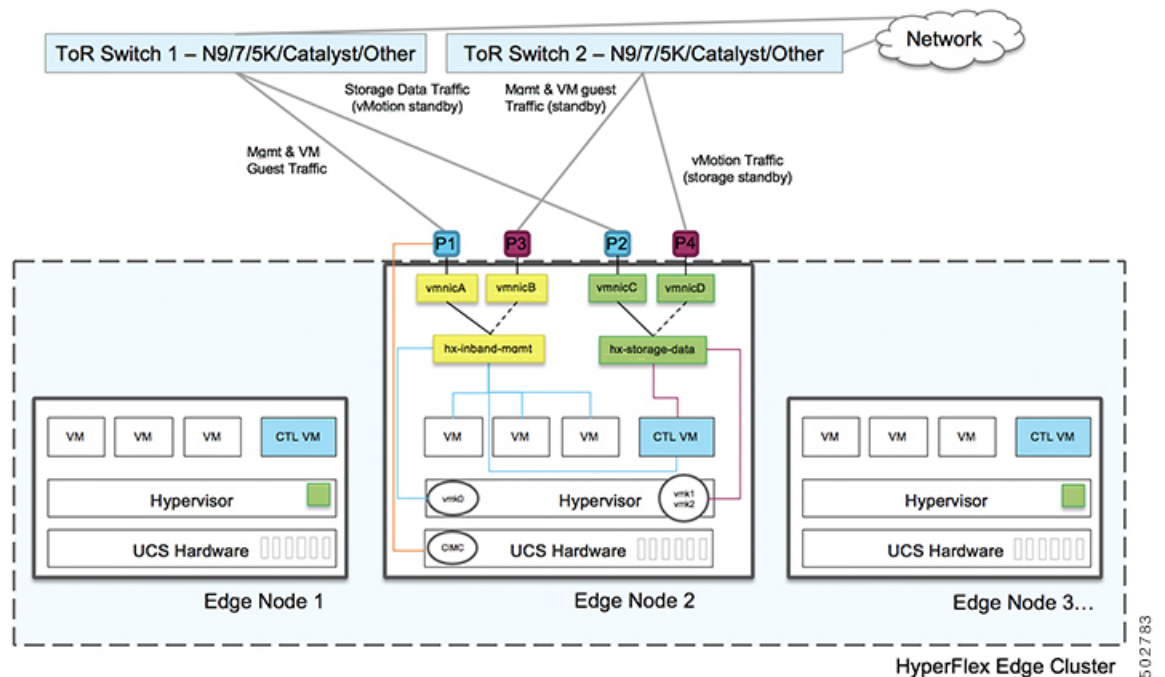 Network
ToR Switch 1 – N9/7/5K/Catalyst/Other
ToR Switch 2 – N9/7/5K/Catalyst/Other
Storage Data Traffic
(vMotion standby)
Mgmt & VM guest
Traffic (standby)
Mgmt & VM
Guest Traffic
vMotion Traffic
(storage standby)
P1
P3
P2
P4
vmnicA
vmnicB
vmnicC
vmnicD
hx-inband-mgmt
hx-storage-data
VM
VM
VM
CTL VM
Hypervisor
UCS Hardware
Edge Node 1
VM
VM
VM
CTL VM
vmk0
Hypervisor
vmk1
vmk2
CIMC
UCS Hardware
Edge Node 2
VM
VM
VM
CTL VM
Hypervisor
UCS Hardware
Edge Node 3...
HyperFlex Edge Cluster
502783